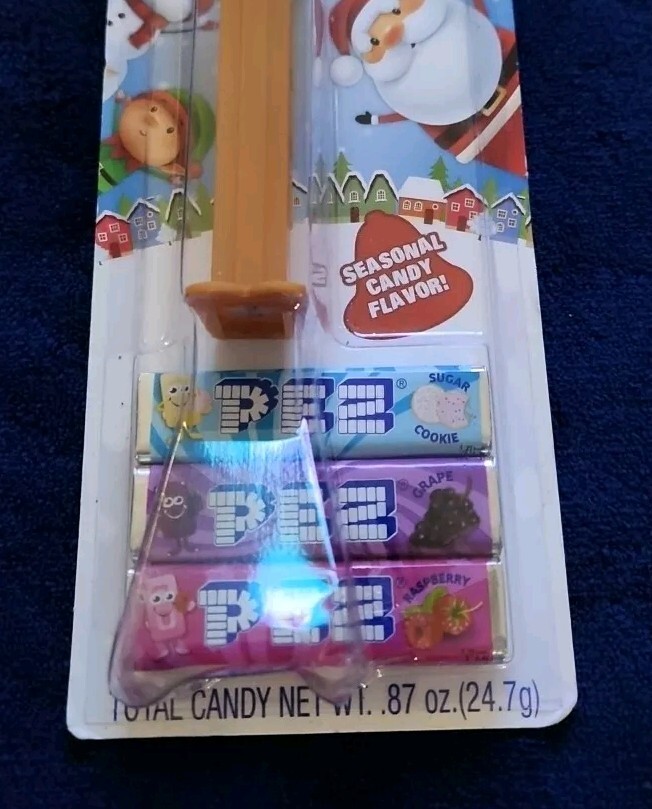 SEASONAL
CANDY
FLAVOR!
PEZ®
SUGAR
COOKIE
PEZ®
GRAPE
PEZ®
RASPBERRY
TOTAL CANDY NET WT. .87 oz.(24.7g)